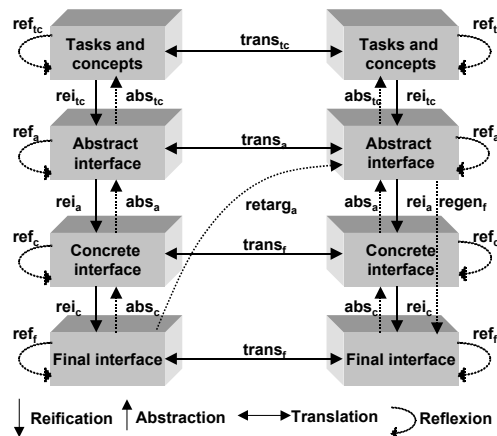 ref_tc
Tasks and
concepts
trans_tc
Tasks and
concepts
ref_t
rei_tc
abs_tc
abs_tc
rei_tc
ref_a
Abstract
interface
trans_a
Abstract
interface
ref_a
rei_a
abs_a
retarg_a
abs_a
rei_a
regen_f
ref_c
Concrete
interface
trans_f
Concrete
interface
ref_c
rei_c
abs_c
abs_c
rei_c
ref_f
Final interface
trans_f
Final interface
ref_f
Reification
Abstraction
Translation
Reflexion